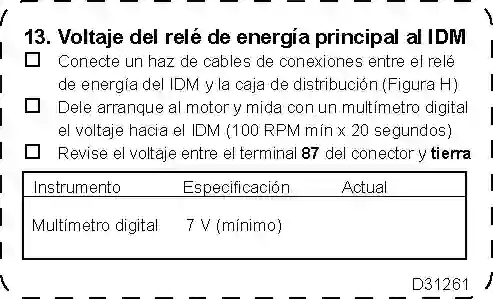 13. Voltaje del relé de energía principal al IDM
Conecte un haz de cables de conexiones entre el relé
de energía del IDM y la caja de distribución (Figura H)
Dele arranque al motor y mida con un multímetro digital
el voltaje hacia el IDM (100 RPM mín x 20 segundos)
Revise el voltaje entre el terminal 87 del conector y tierra
Instrumento Especificación Actual
Multímetro digital 7 V (mínimo)
D31261